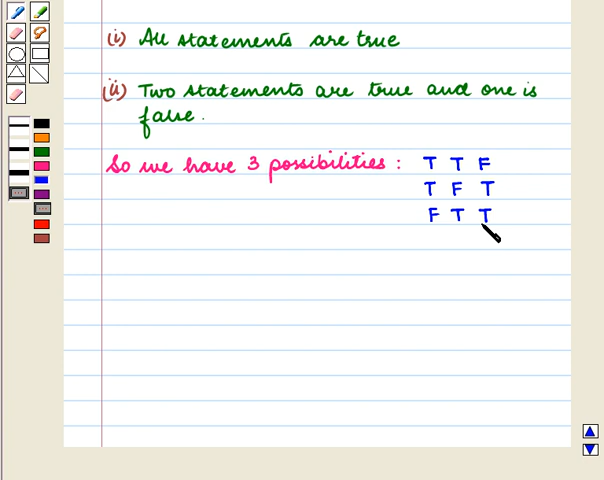 (i) All statements are true
(ii) Two statements are true and one is
false.
So we have 3 possibilities : T T F
T F T
F T T